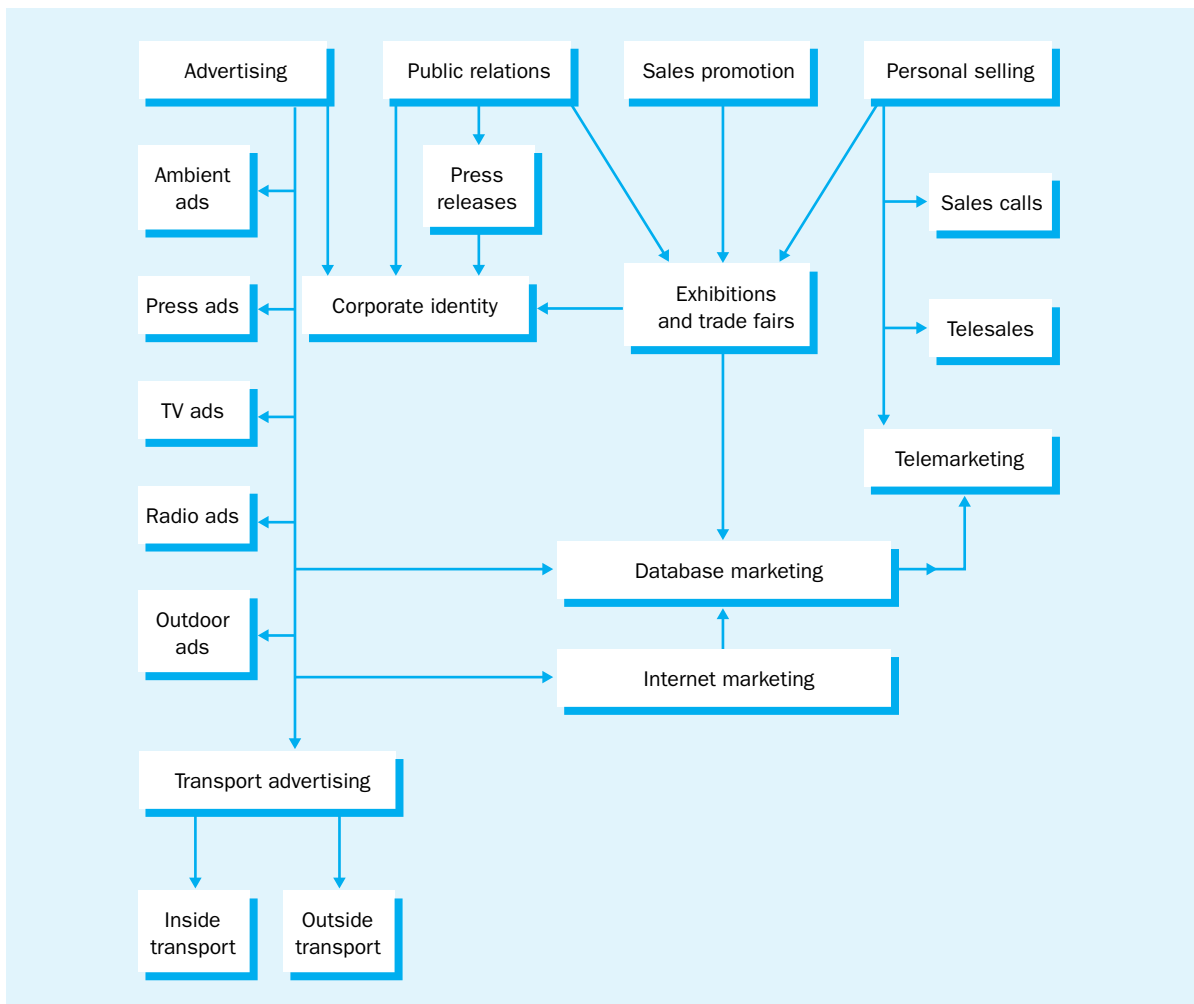 Advertising
Public relations
Sales promotion
Personal selling
Ambient
ads
Press
releases
Sales calls
Press ads
Corporate identity
Exhibitions
and trade fairs
Telesales
TV ads
Telemarketing
Radio ads
Database marketing
Outdoor
ads
Internet marketing
Transport advertising
Inside
transport
Outside
transport